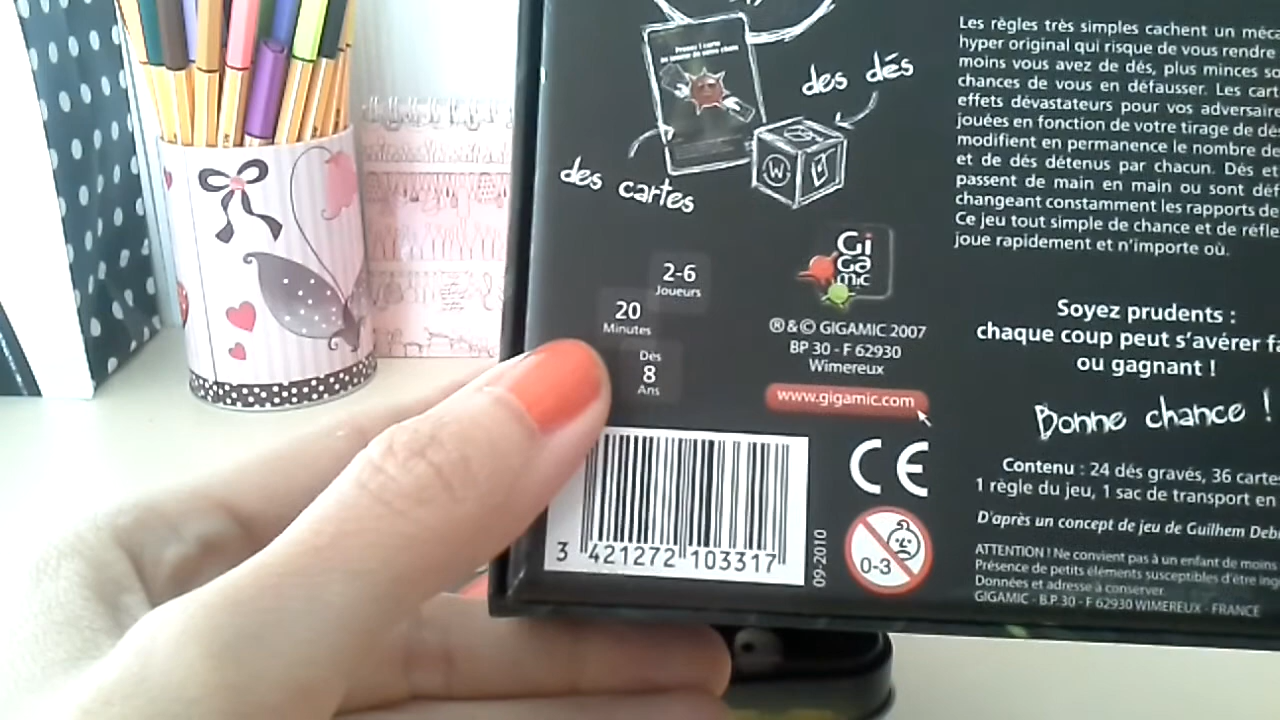 Prenez 1 carte
des dés
des cartes
Les règles très simples cachent un méca
hyper original qui risque de vous rendre
moins vous avez de dés, plus minces so
chances de vous en défausser. Les cart
effets dévastateurs pour vos adversaire
jouées en fonction de votre tirage de dé
modifient en permanence le nombre de
et de dés détenus par chacun. Dés et
passent de main en main ou sont déf
changeant constamment les rapports de
Ce jeu tout simple de chance et de réfle
joue rapidement et n'importe où.
2-6
Joueurs
20
Minutes
Dès
8
Ans
Gi
Ga
mic
®&© GIGAMIC 2007
BP 30 - F 62930
Wimereux
www.gigamic.com
Soyez prudents :
chaque coup peut s'avérer fa
ou gagnant !
Bonne chance !
Contenu : 24 dés gravés, 36 carte
1 règle du jeu, 1 sac de transport en
D'après un concept de jeu de Guilhem Deb
ATTENTION ! Ne convient pas à un enfant de moins
Présence de petits éléments susceptibles d'être ing
Données et adresse à conserver.
GIGAMIC - B.P 30 - F 62930 WIMEREUX - FRANCE
CE
0-3
09-2010
3 421272 103317
W